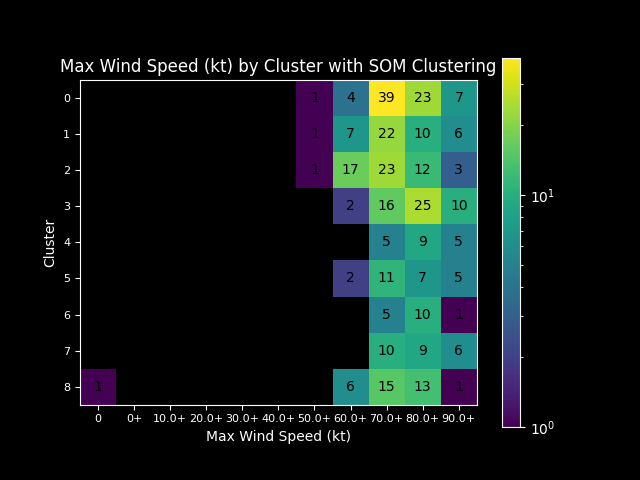 Max Wind Speed (kt) by Cluster with SOM Clustering
0 1 4 39 23 7
1 1 7 22 10 6
2 1 17 23 12 3
3 2 16 25 10
4 5 9 5
5 2 11 7 5
6 5 10 1
7 10 9 6
8 1 6 15 13 1
0 0+ 10.0+ 20.0+ 30.0+ 40.0+ 50.0+ 60.0+ 70.0+ 80.0+ 90.0+
Max Wind Speed (kt)
Cluster
10¹
10⁰